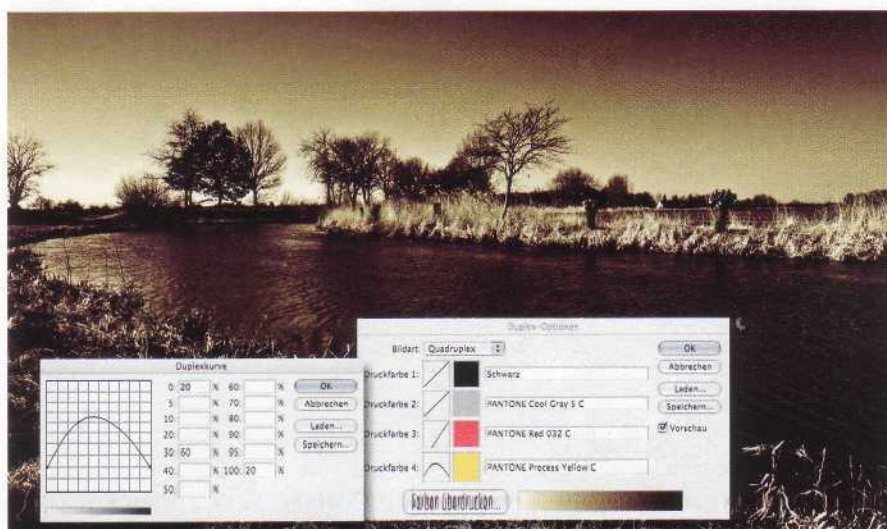 Duplex-Optionen
Bildart: Quadruplex
OK
Abbrechen
Laden...
Speichern...
Vorschau
Druckfarbe 1: Schwarz
Druckfarbe 2: PANTONE Cool Gray 5 C
Druckfarbe 3: PANTONE Red 032 C
Druckfarbe 4: PANTONE Process Yellow C
Farben überdrucken...
Duplexkurve
0: 20 % 60: %
5: % 70: %
10: % 80: %
20: % 90: %
30: 60 % 95: %
40: % 100: 20 %
50: %
OK
Abbrechen
Laden...
Speichern...